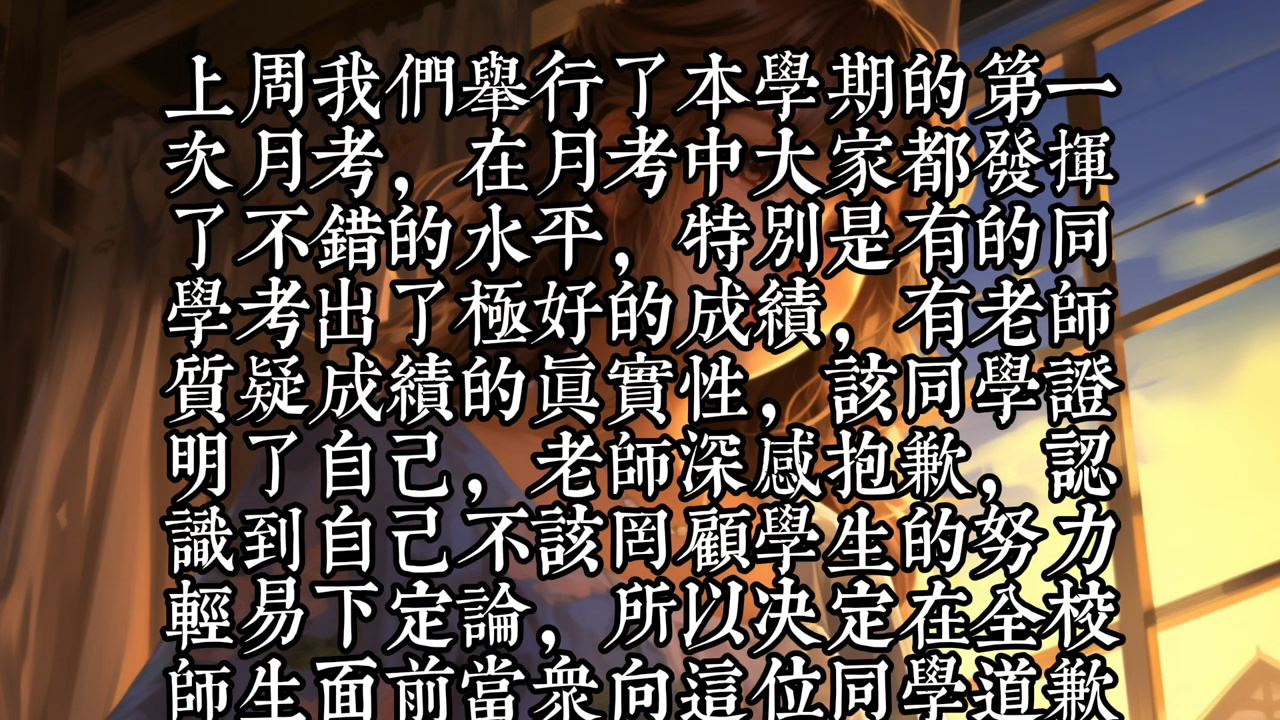 上周我們舉行了本學期的第一
次月考，在月考中大家都發揮
了不錯的水平，特別是有的同
學考出了極好的成績，有老師
質疑成績的眞實性，該同學證
明了自己，老師深感抱歉，認
識到自己不該罔顧學生的努力
輕易下定論，所以決定在全校
師生面前當衆向這位同學道歉